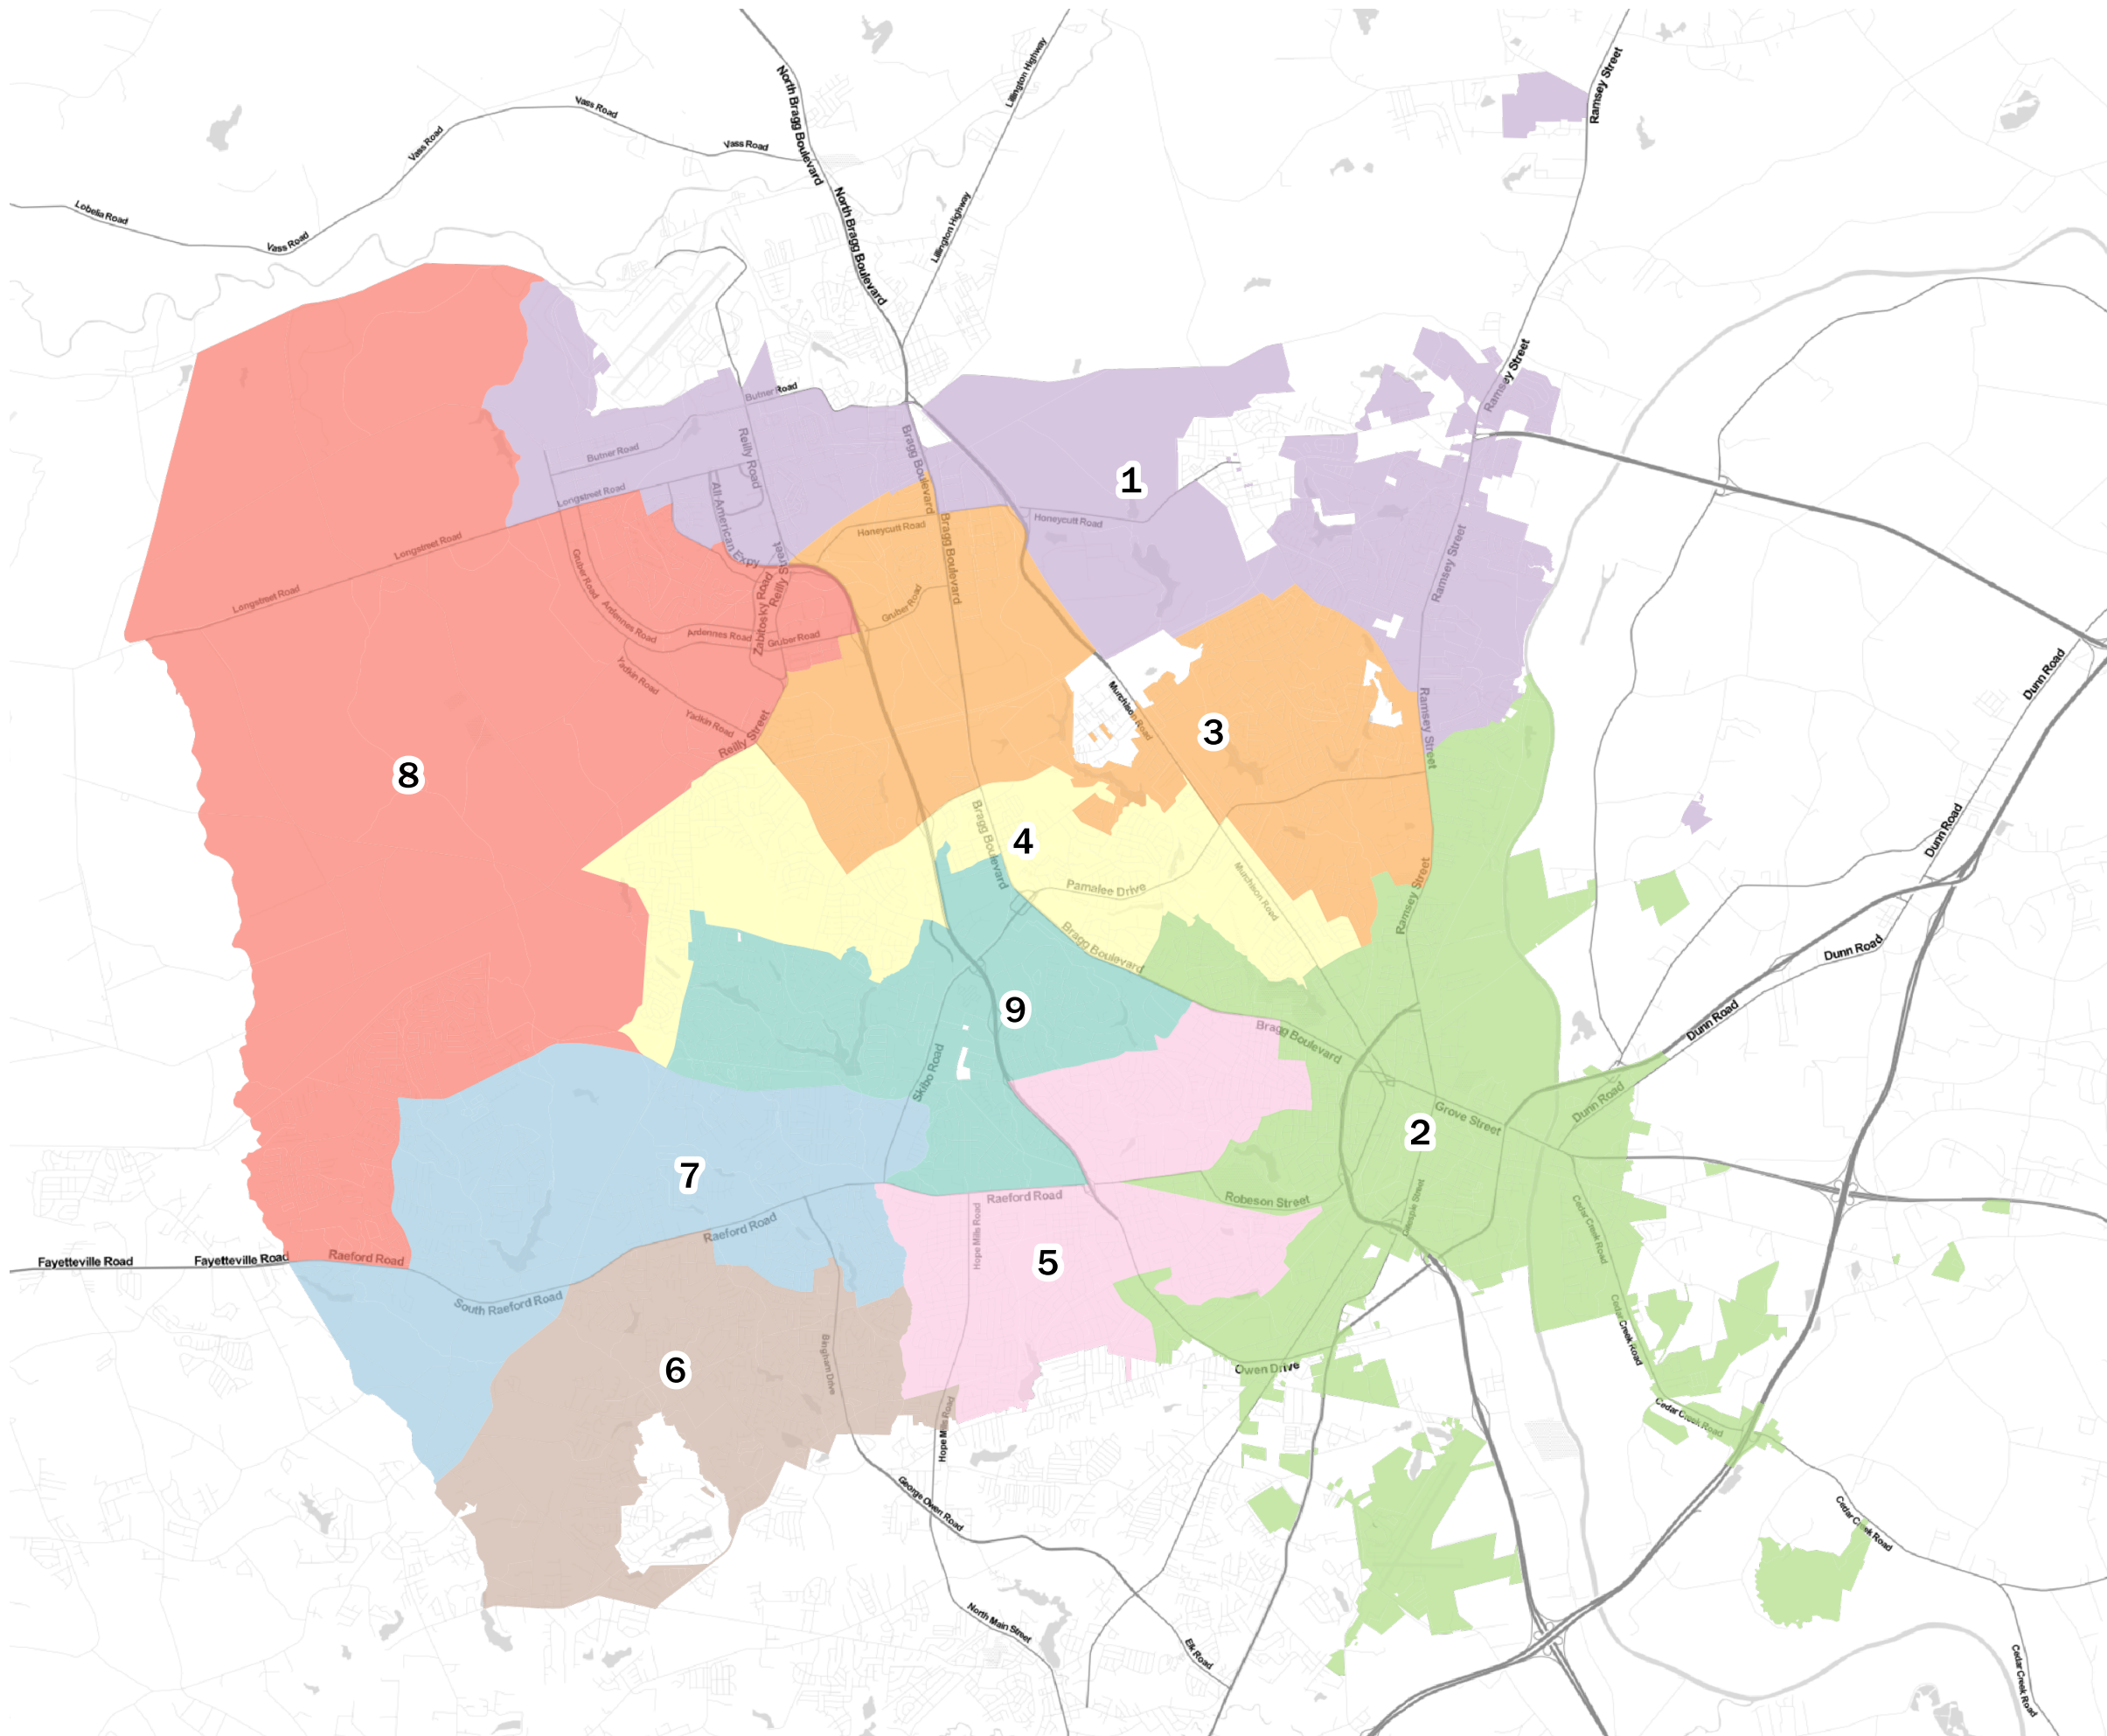 North Bragg Boulevard
Lillington Highway
Ramsey Street
Vass Road
Vass Road
Vass Road
Lobelia Road
Vass Road
North Bragg Boulevard
Lillington Highway
Ramsey Street
Butner Road
Bragg Boulevard
Reilly Road
Butner Road
1
Longstreet Road
All American Expy
Honeycutt Road
Honeycutt Road
Bragg Boulevard
Longstreet Road
Ramsey Street
Gruber Road
Reilly Street
Zabitosky Road
Longstreet Road
Gruber Road
Ardennes Road
Ardennes Road
Gruber Road
Yadkin Road
Dunn Road
Murchison Road
Yadkin Road
Reilly Street
Ramsey Street
3
8
Bragg Boulevard
4
Dunn Road
Pamalee Drive
Murchison Road
Ramsey Street
Bragg Boulevard
Dunn Road
9
Dunn Road
Bragg Boulevard
Skibo Road
Dunn Road
Grove Street
2
7
Raeford Road
Robeson Street
Gillespie Street
Hope Mills Road
Cedar Creek Road
Raeford Road
Fayetteville Road
Fayetteville Road
Raeford Road
5
South Raeford Road
Cedar Creek Road
Bingham Drive
6
Owen Drive
Hope Mills Road
Cedar Creek Road
George Owen Road
Cedar Creek Road
North Main Street
Elk Road
Cedar Creek Road